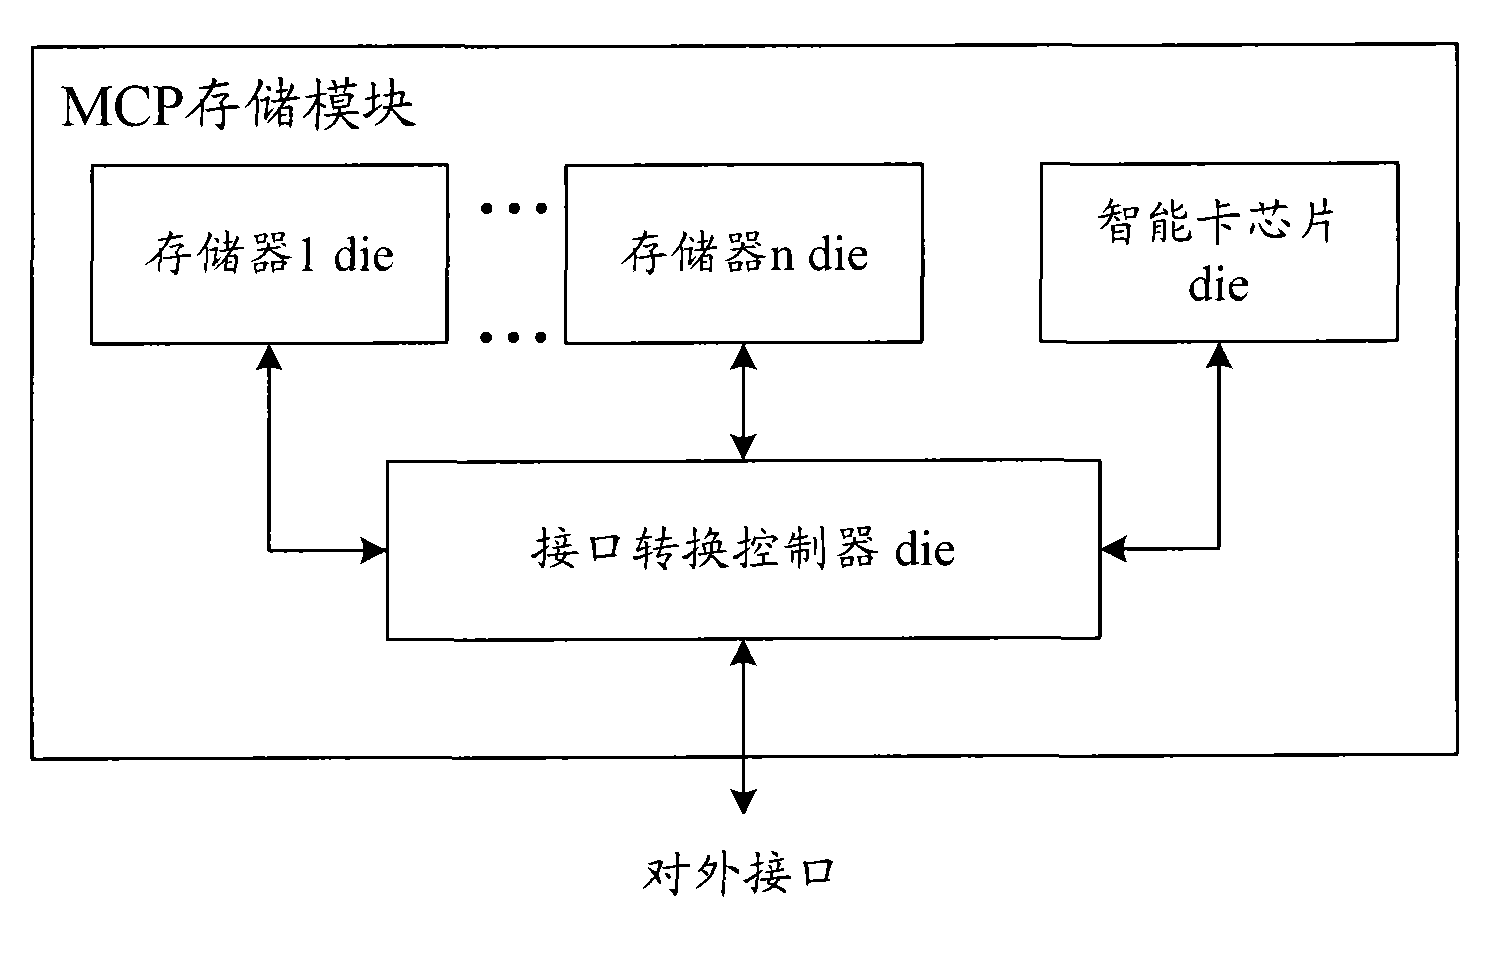 MCP存储模块
存储器1 die
...
存储器n die
智能卡芯片
die
...
接口转换控制器 die
对外接口